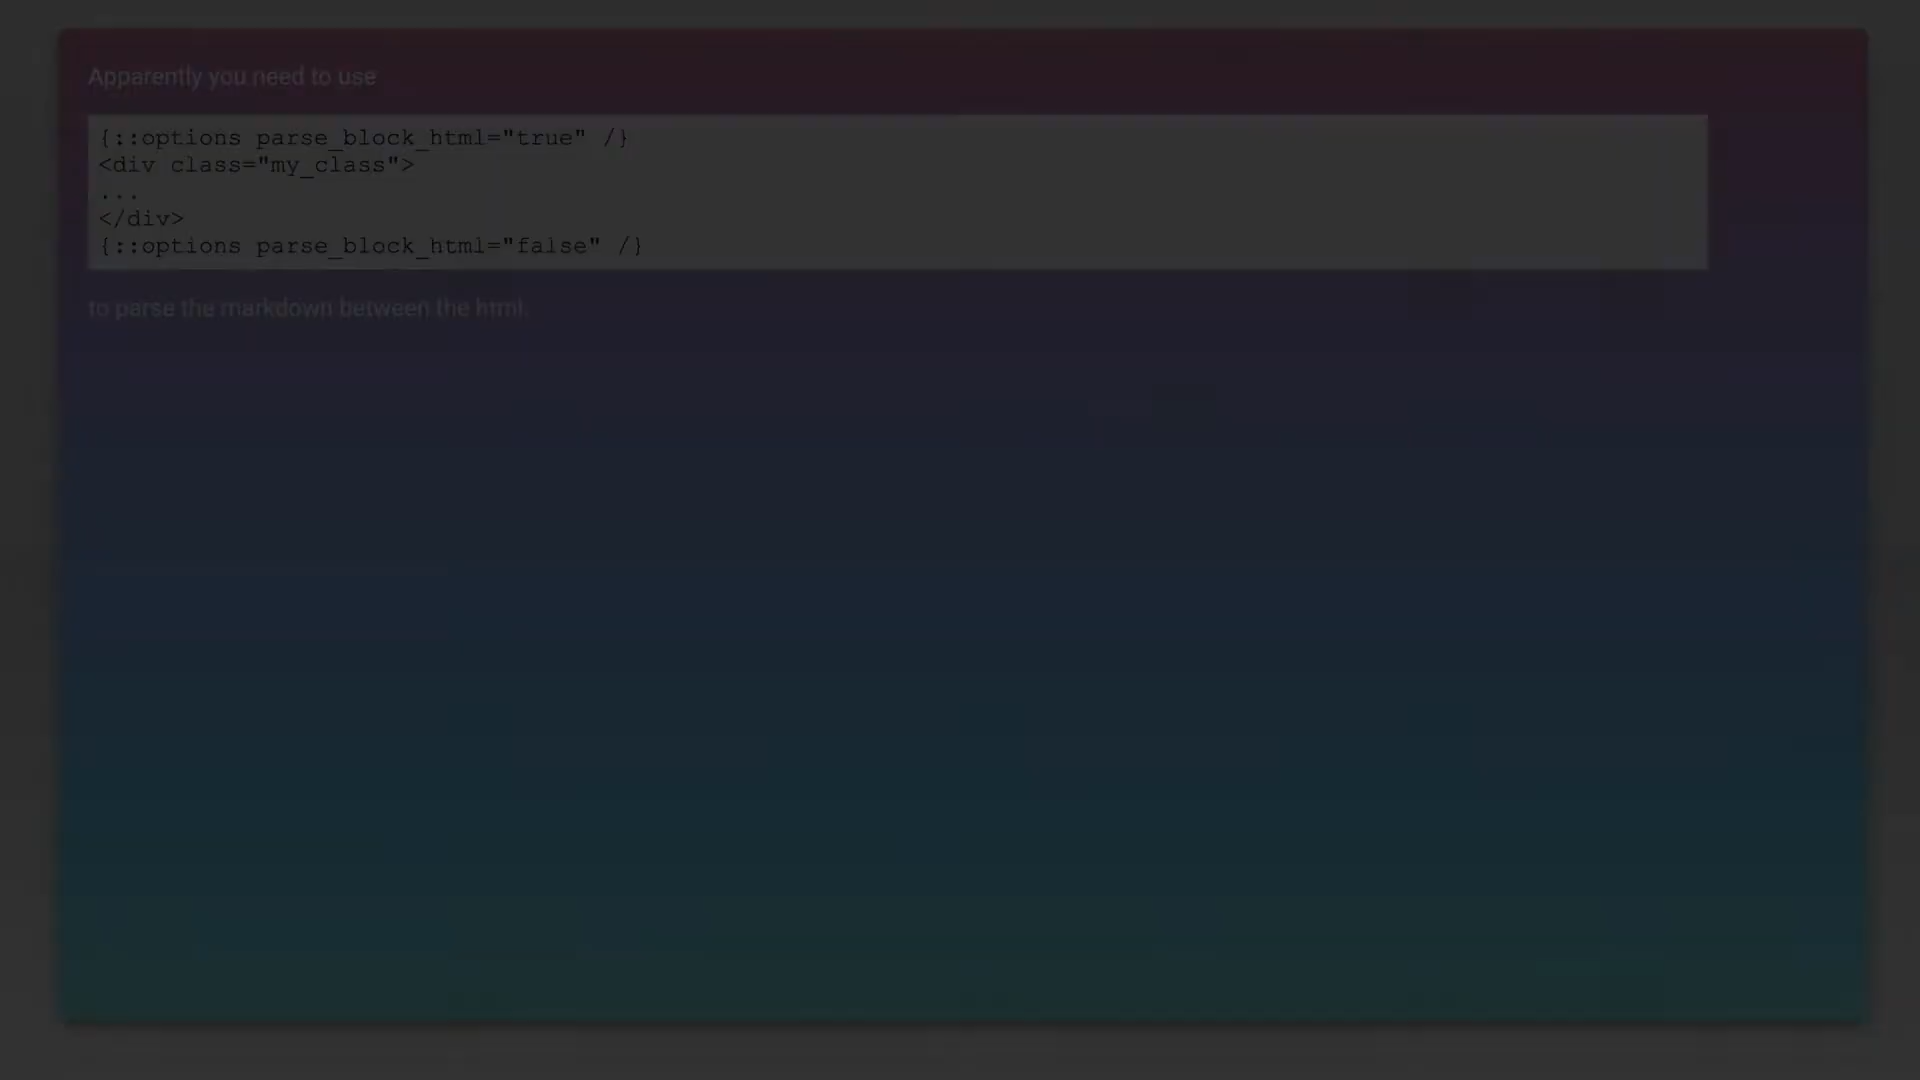 Apparently you need to use
{::options parse_block_html="true" /}
<div class="my_class">
...
</div>
{::options parse_block_html="false" /}
to parse the markdown between the html.